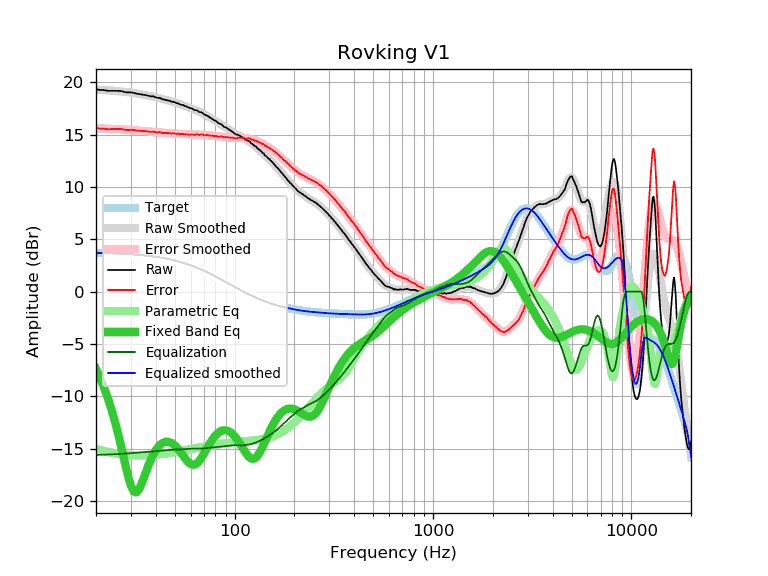 Rovking V1
20
15
10
5
0
−5
−10
−15
−20
Amplitude (dBr)
Target
Raw Smoothed
Error Smoothed
Raw
Error
Parametric Eq
Fixed Band Eq
Equalization
Equalized smoothed
100
1000
10000
Frequency (Hz)